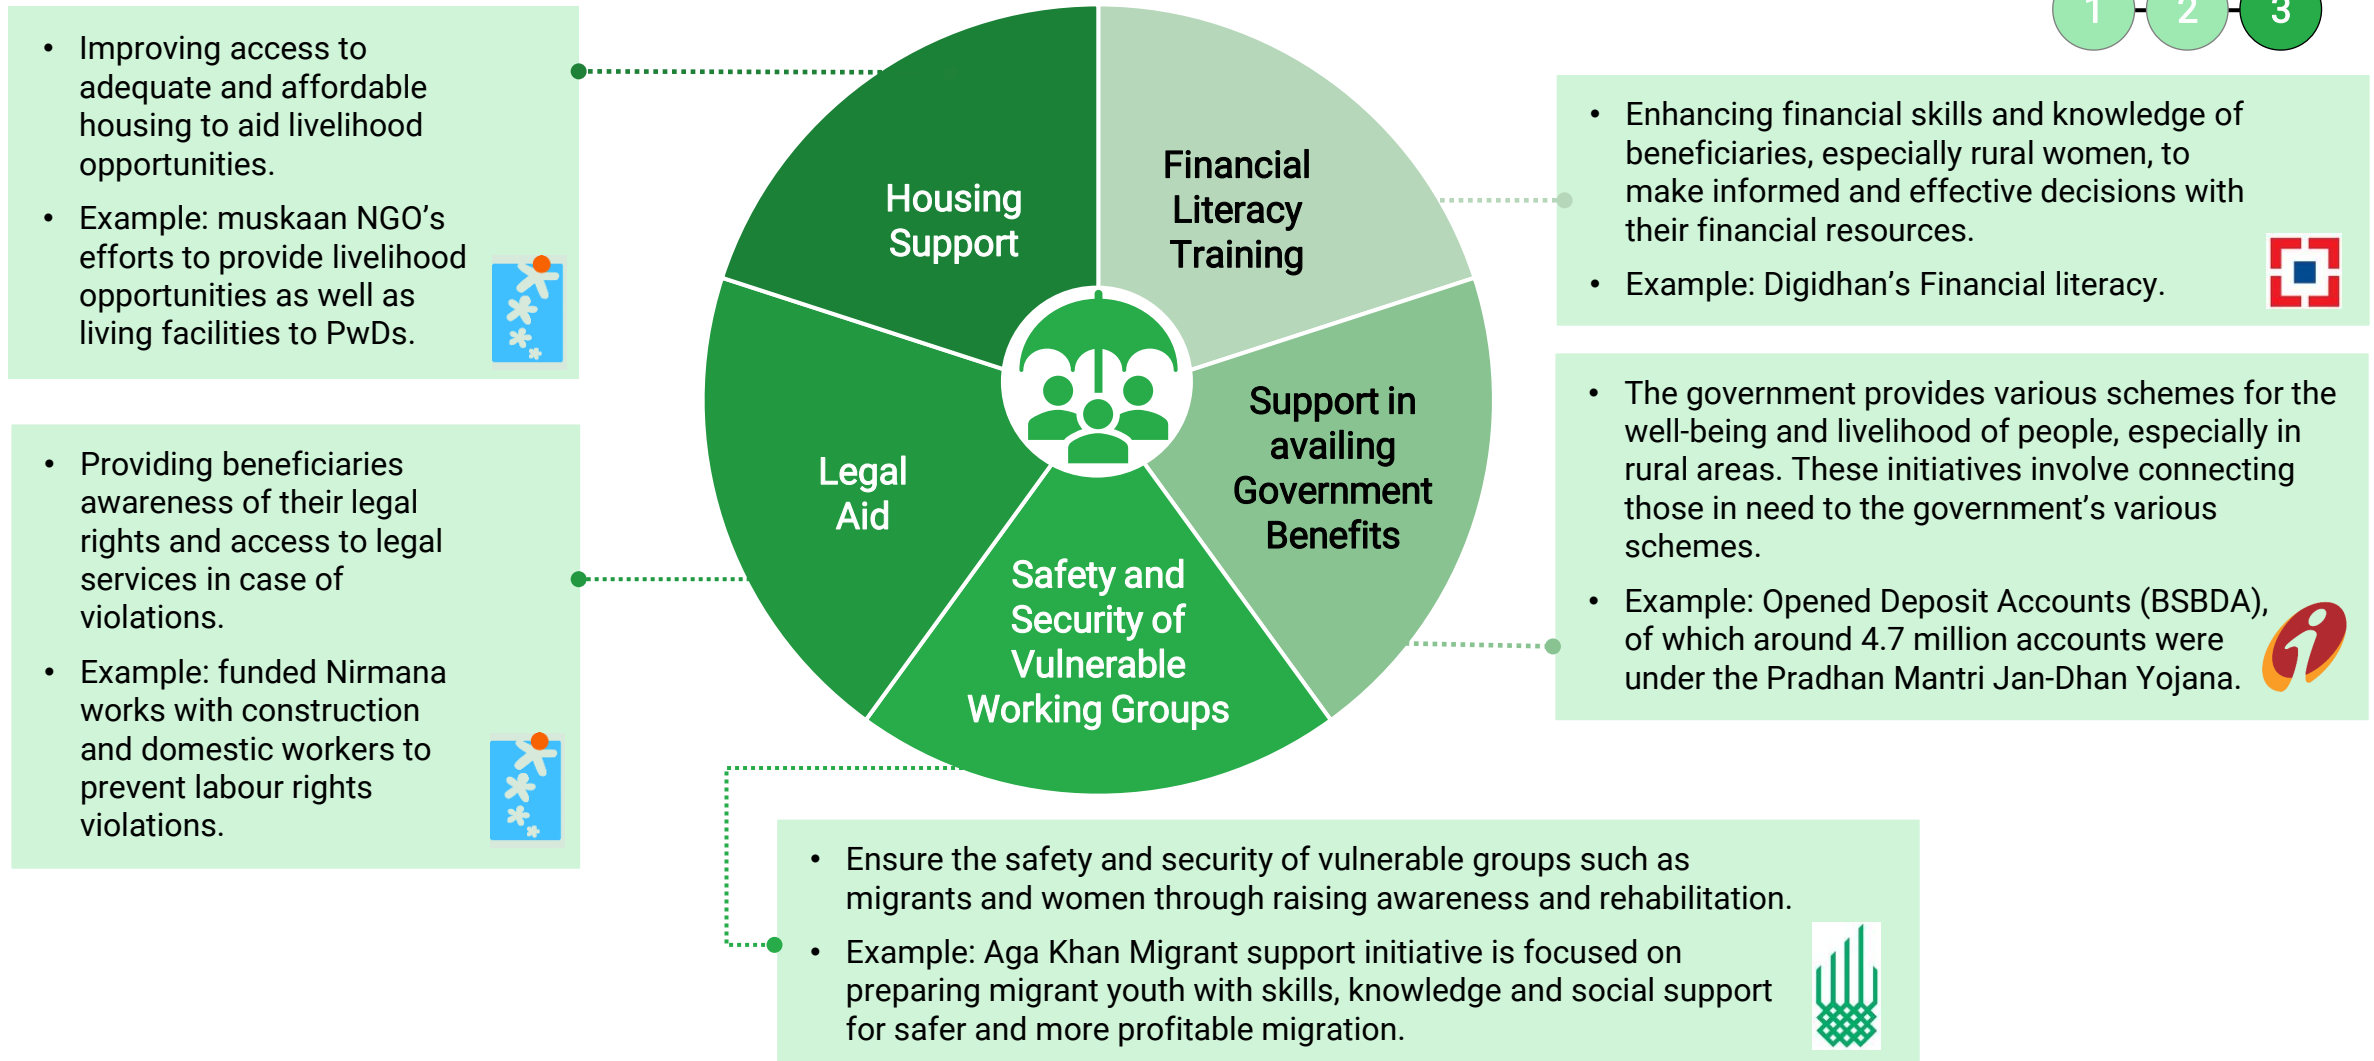 1 2 3
• Improving access to
adequate and affordable
housing to aid livelihood
opportunities.
• Example: muskaan NGO’s
efforts to provide livelihood
opportunities as well as
living facilities to PwDs.
• Providing beneficiaries
awareness of their legal
rights and access to legal
services in case of
violations.
• Example: funded Nirmana
works with construction
and domestic workers to
prevent labour rights
violations.
Housing
Support
Financial
Literacy
Training
Legal
Aid
Support in
availing
Government
Benefits
Safety and
Security of
Vulnerable
Working Groups
• Enhancing financial skills and knowledge of
beneficiaries, especially rural women, to
make informed and effective decisions with
their financial resources.
• Example: Digidhan’s Financial literacy.
• The government provides various schemes for the
well-being and livelihood of people, especially in
rural areas. These initiatives involve connecting
those in need to the government’s various
schemes.
• Example: Opened Deposit Accounts (BSBDA),
of which around 4.7 million accounts were
under the Pradhan Mantri Jan-Dhan Yojana.
• Ensure the safety and security of vulnerable groups such as
migrants and women through raising awareness and rehabilitation.
• Example: Aga Khan Migrant support initiative is focused on
preparing migrant youth with skills, knowledge and social support
for safer and more profitable migration.